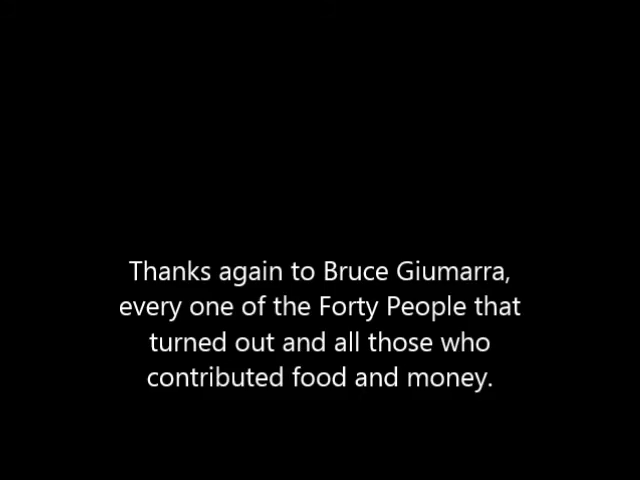 Thanks again to Bruce Giumarra,
every one of the Forty People that
turned out and all those who
contributed food and money.